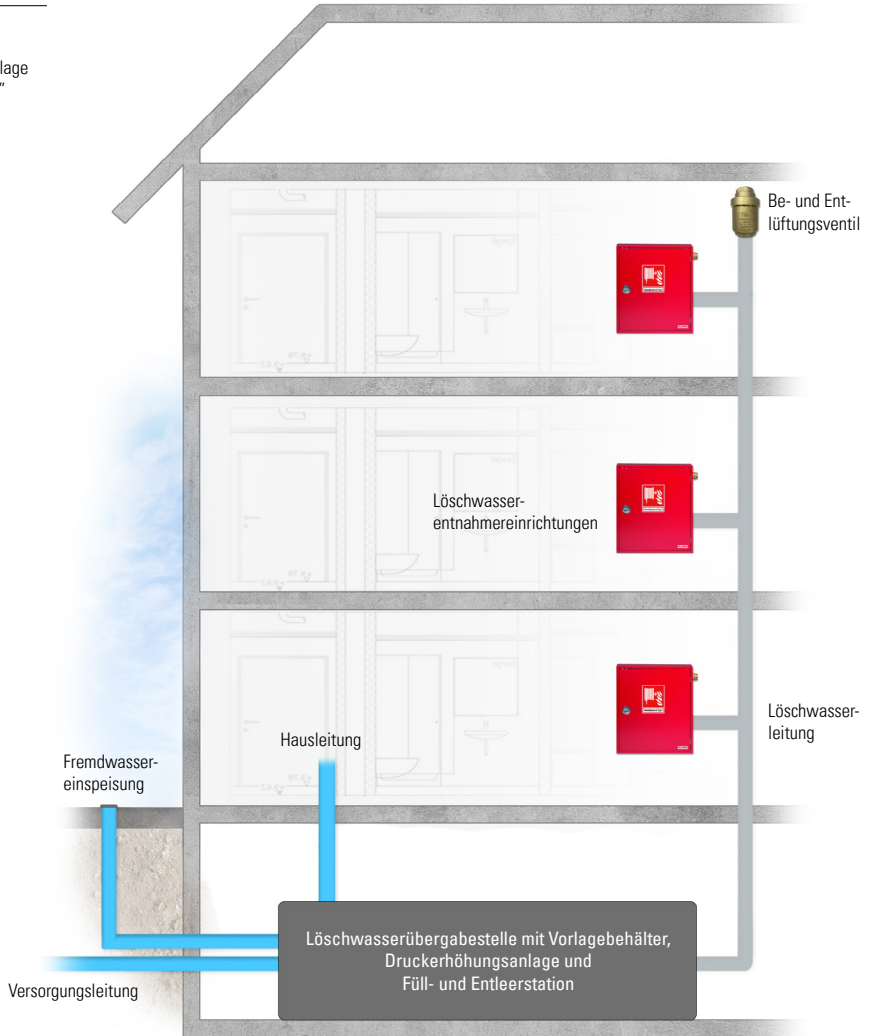 lage
“
Be- und Ent-
lüftungsventil
Löschwasser-
entnahmereinrichtungen
Löschwasser-
leitung
Hausleitung
Fremdwasser-
einspeisung
Löschwasserübergabestelle mit Vorlagebehälter,
Druckerhöhungsanlage und
Füll- und Entleerstation
Versorgungsleitung